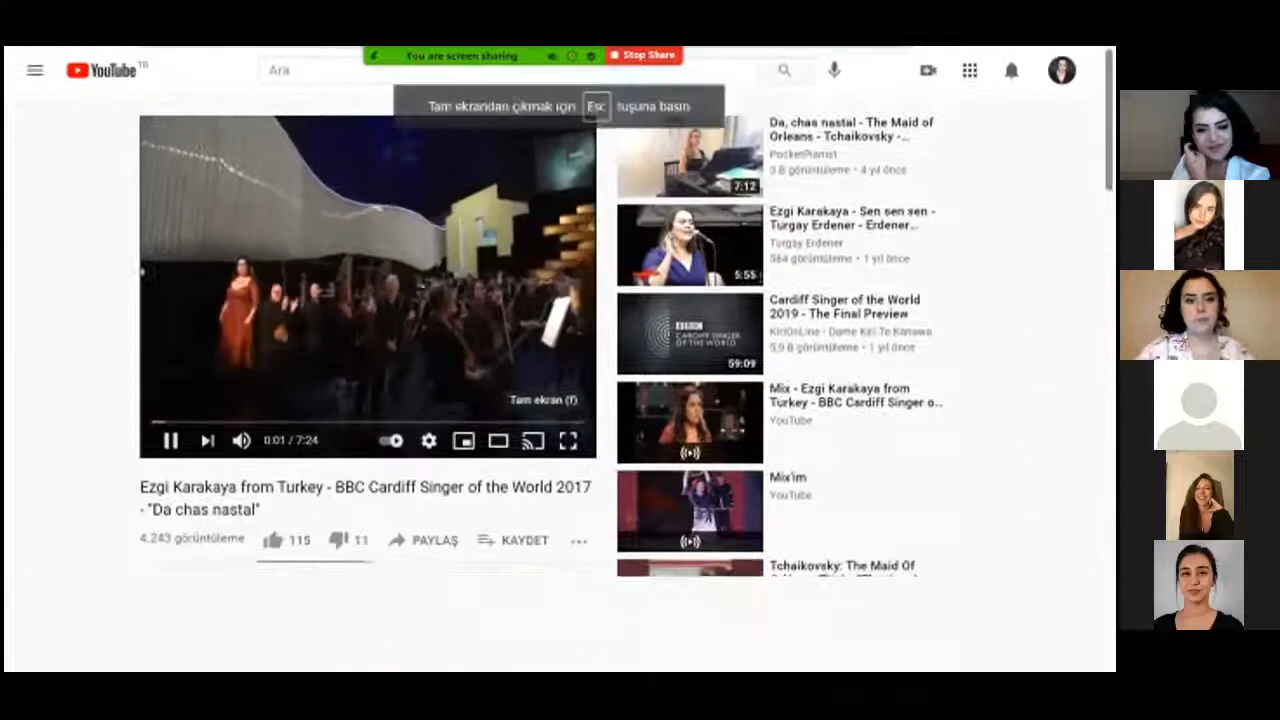 You are screen sharing
Stop Share
YouTube TR
Ara
Tam ekrandan çıkmak için Esc tuşuna basın
Tam ekran (f)
0:01 / 7:24
Ezgi Karakaya from Turkey - BBC Cardiff Singer of the World 2017
- "Da chas nastal"
4.243 görüntüleme
115
11
PAYLAŞ
KAYDET
7:12
Da, chas nastal - The Maid of
Orleans - Tchaikovsky -...
PocketPianist
3 B görüntüleme • 4 yıl önce
5:55
Ezgi Karakaya - Sen sen sen -
Turgay Erdener - Erdener...
Turgay Erdener
564 görüntüleme • 1 yıl önce
BBC
CARDIFF SINGER
OF THE WORLD
59:09
Cardiff Singer of the World
2019 - The Final Preview
KiriOnLine - Dame Kiri Te Kanawa
5,9 B görüntüleme • 1 yıl önce
Mix - Ezgi Karakaya from
Turkey - BBC Cardiff Singer o...
YouTube
Mix'im
YouTube
Tchaikovsky: The Maid Of